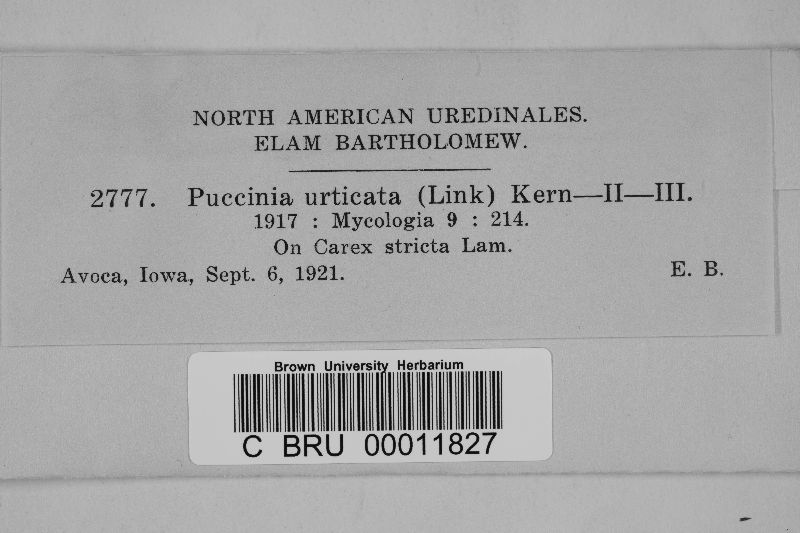 NORTH AMERICAN UREDINALES.
ELAM BARTHOLOMEW.
2777. Puccinia urticata (Link) Kern—II—III.
1917 : Mycologia 9 : 214.
On Carex stricta Lam.
Avoca, Iowa, Sept. 6, 1921. E. B.
Brown University Herbarium
C BRU 00011827